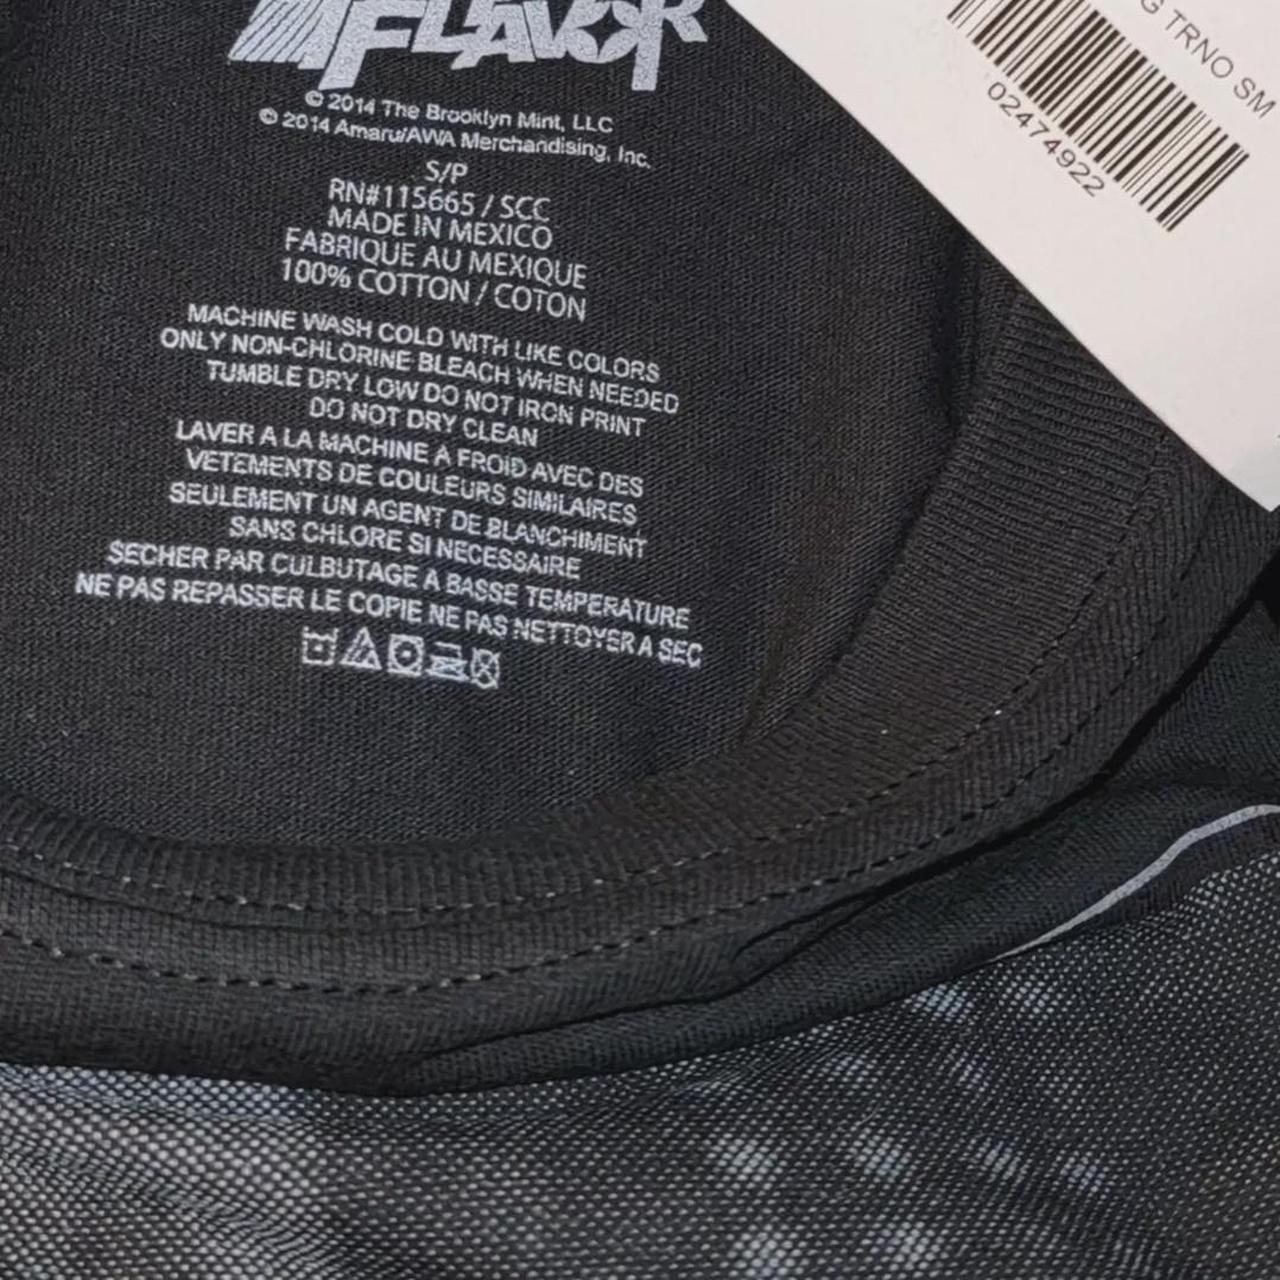 FLAVOR
© 2014 The Brooklyn Mint, LLC
© 2014 Amaru/AWA Merchandising, Inc.
S/P
RN#115665 / SCC
MADE IN MEXICO
FABRIQUE AU MEXIQUE
100% COTTON / COTON
MACHINE WASH COLD WITH LIKE COLORS
ONLY NON-CHLORINE BLEACH WHEN NEEDED
TUMBLE DRY LOW DO NOT IRON PRINT
DO NOT DRY CLEAN
LAVER A LA MACHINE A FROID AVEC DES
VETEMENTS DE COULEURS SIMILAIRES
SEULEMENT UN AGENT DE BLANCHIMENT
SANS CHLORE SI NECESSAIRE
SECHER PAR CULBUTAGE A BASSE TEMPERATURE
NE PAS REPASSER LE COPIE NE PAS NETTOYER A SEC
G TRNO SM
02474922